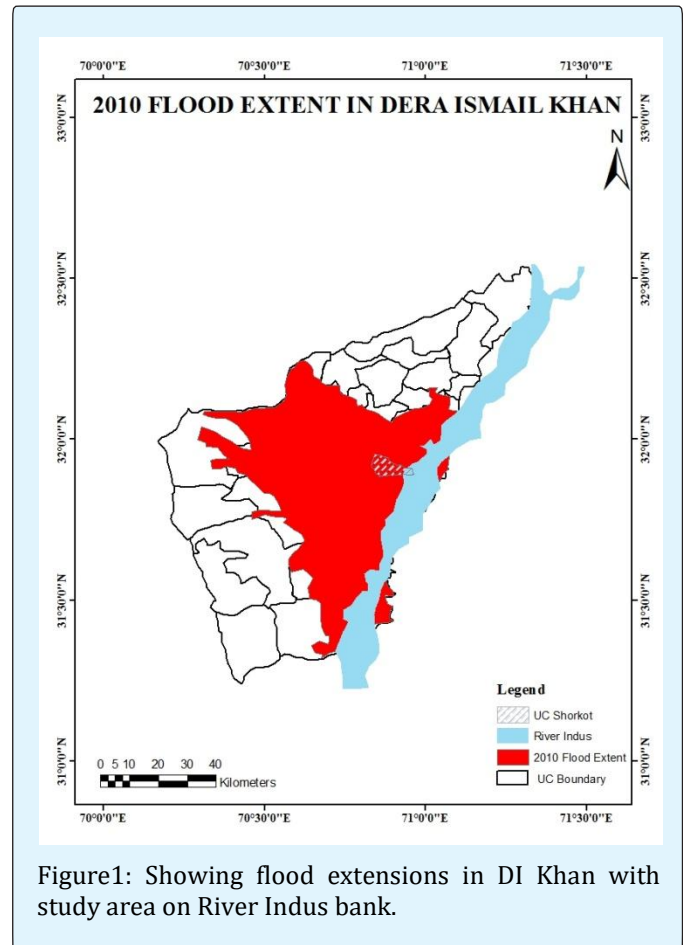 70°0'0"E 70°30'0"E 71°0'0"E 71°30'0"E
2010 FLOOD EXTENT IN DERA ISMAIL KHAN
33°0'0"N 33°0'0"N
N
32°30'0"N 32°30'0"N
32°0'0"N 32°0'0"N
31°30'0"N 31°30'0"N
31°0'0"N 31°0'0"N
Legend
UC Shorkot
River Indus
2010 Flood Extent
UC Boundary
0 5 10 20 30 40
Kilometers
70°0'0"E 70°30'0"E 71°0'0"E 71°30'0"E
Figure1: Showing flood extensions in DI Khan with
study area on River Indus bank.